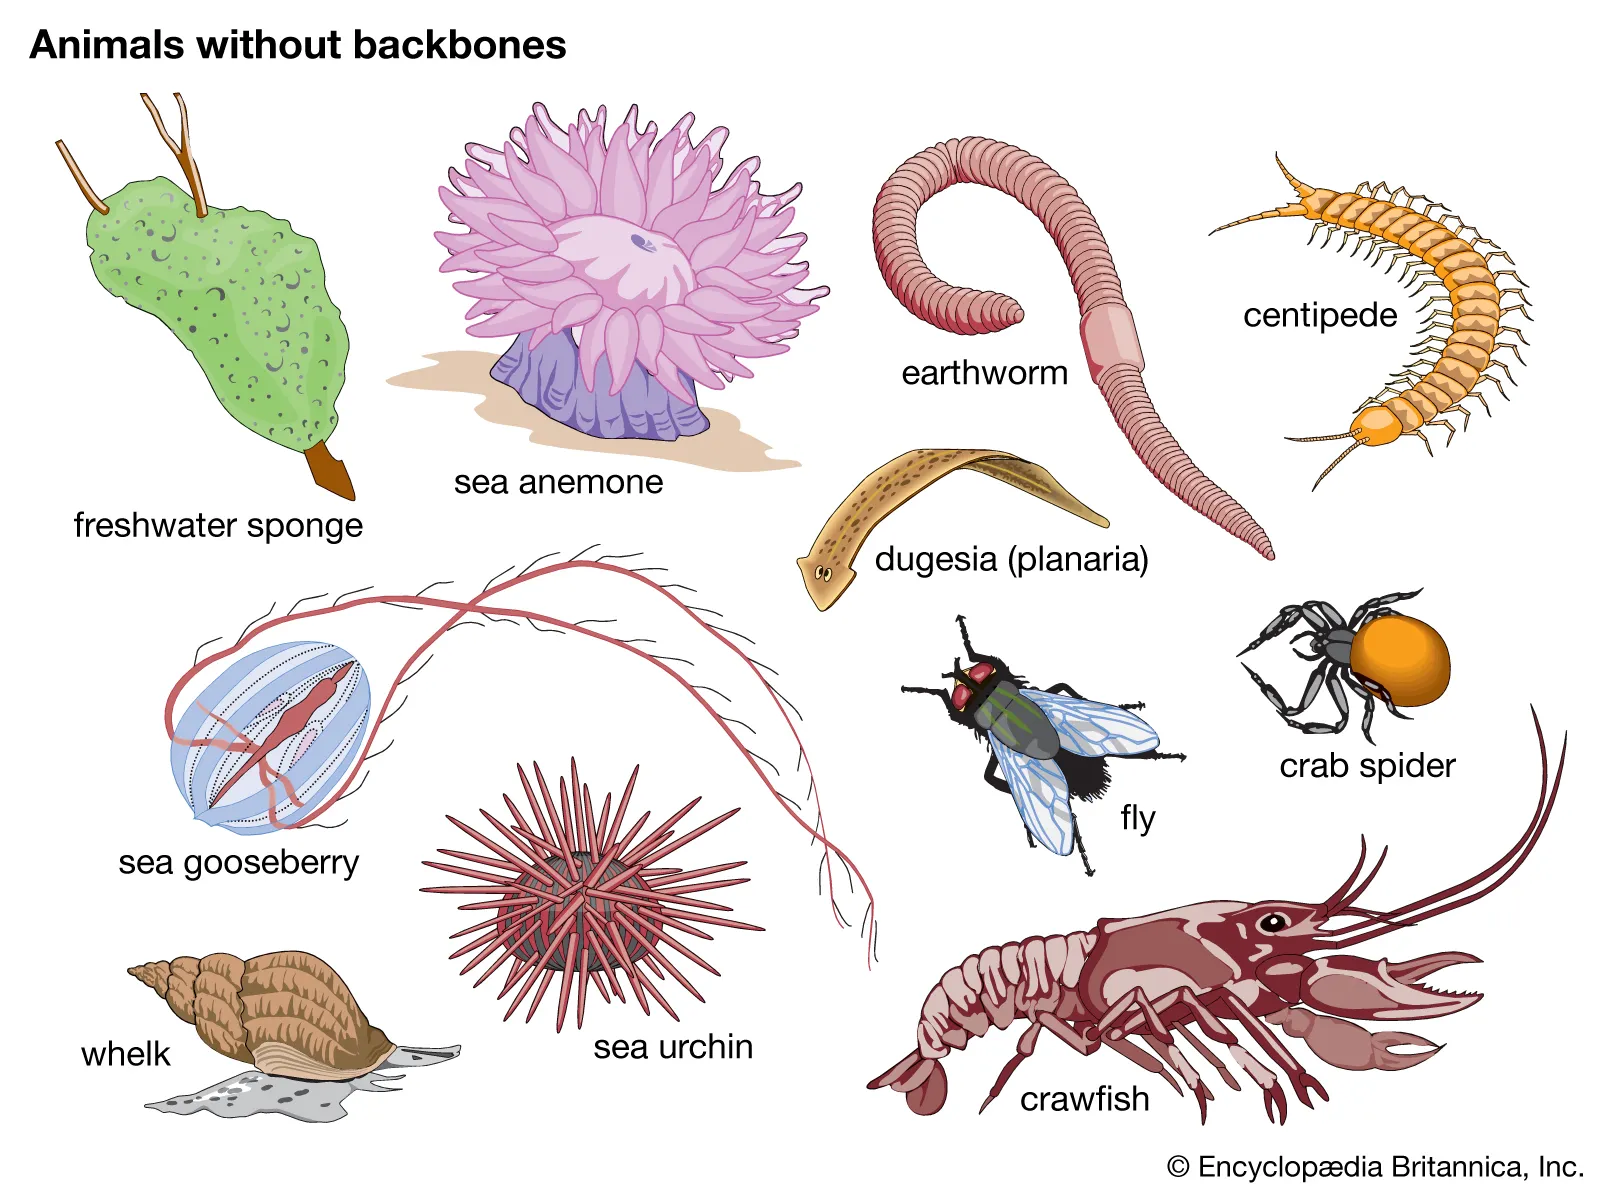 Animals without backbones
freshwater sponge
sea anemone
earthworm
centipede
dugesia (planaria)
sea gooseberry
fly
crab spider
whelk
sea urchin
crawfish
© Encyclopædia Britannica, Inc.